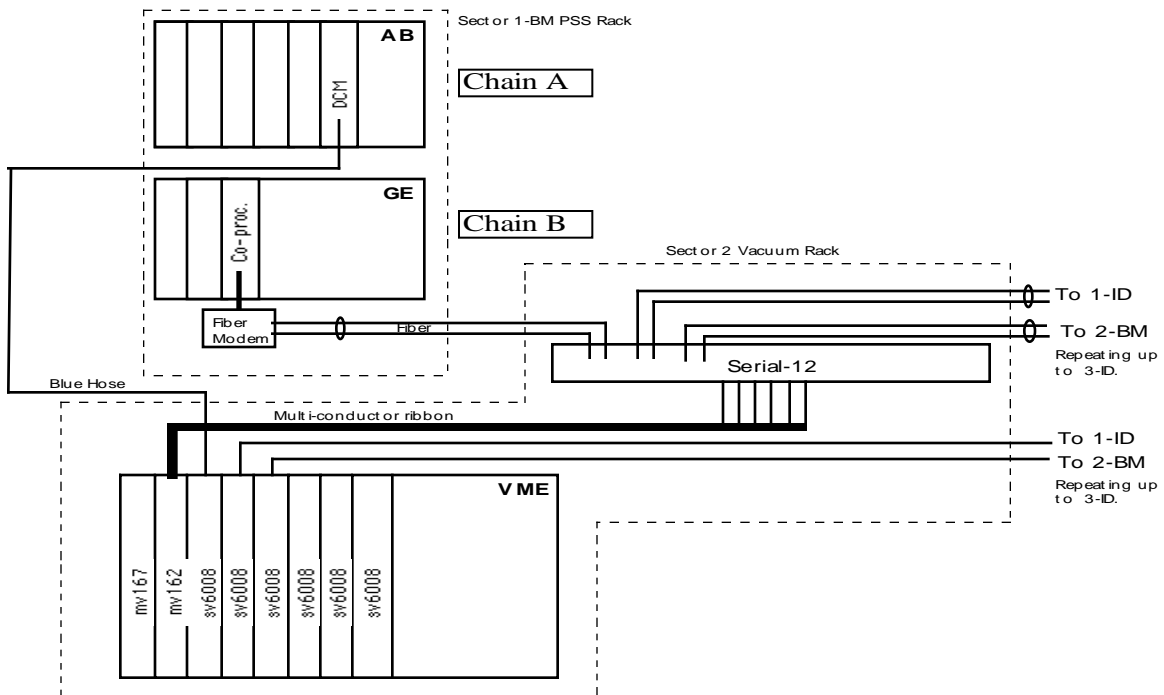 Sector 1-BM PSS Rack
AB
DCM
Chain A
GE
Co-proc.
Chain B
Sector 2 Vacuum Rack
Fiber
Modem
Fiber
To 1-ID
To 2-BM
Repeating up
to 3-ID.
Serial-12
Blue Hose
Multi-conductor ribbon
To 1-ID
To 2-BM
Repeating up
to 3-ID.
VME
mv167
mv162
sv6008
sv6008
sv6008
sv6008
sv6008
sv6008